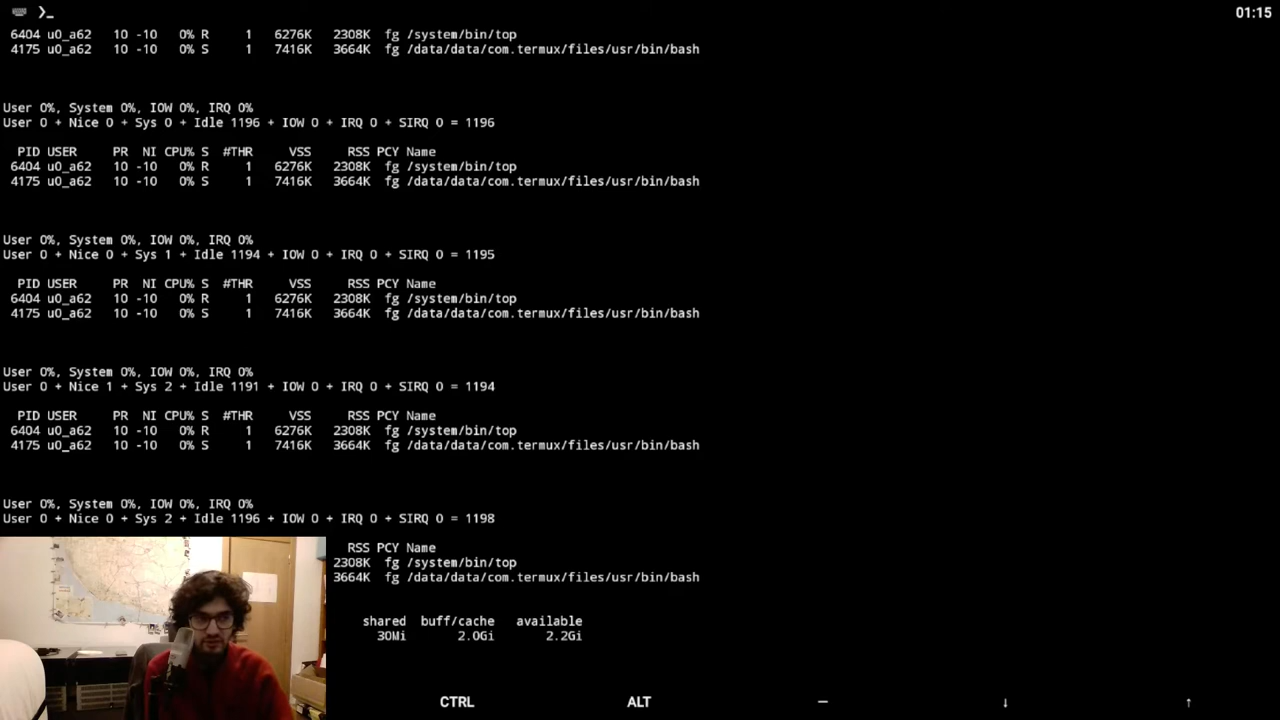 >_ 01:15
6404 u0_a62 10 -10 0% R 1 6276K 2308K fg /system/bin/top
4175 u0_a62 10 -10 0% S 1 7416K 3664K fg /data/data/com.termux/files/usr/bin/bash
User 0%, System 0%, IOW 0%, IRQ 0%
User 0 + Nice 0 + Sys 0 + Idle 1196 + IOW 0 + IRQ 0 + SIRQ 0 = 1196
PID USER PR NI CPU% S #THR VSS RSS PCY Name
6404 u0_a62 10 -10 0% R 1 6276K 2308K fg /system/bin/top
4175 u0_a62 10 -10 0% S 1 7416K 3664K fg /data/data/com.termux/files/usr/bin/bash
User 0%, System 0%, IOW 0%, IRQ 0%
User 0 + Nice 0 + Sys 1 + Idle 1194 + IOW 0 + IRQ 0 + SIRQ 0 = 1195
PID USER PR NI CPU% S #THR VSS RSS PCY Name
6404 u0_a62 10 -10 0% R 1 6276K 2308K fg /system/bin/top
4175 u0_a62 10 -10 0% S 1 7416K 3664K fg /data/data/com.termux/files/usr/bin/bash
User 0%, System 0%, IOW 0%, IRQ 0%
User 0 + Nice 1 + Sys 2 + Idle 1191 + IOW 0 + IRQ 0 + SIRQ 0 = 1194
PID USER PR NI CPU% S #THR VSS RSS PCY Name
6404 u0_a62 10 -10 0% R 1 6276K 2308K fg /system/bin/top
4175 u0_a62 10 -10 0% S 1 7416K 3664K fg /data/data/com.termux/files/usr/bin/bash
User 0%, System 0%, IOW 0%, IRQ 0%
User 0 + Nice 0 + Sys 2 + Idle 1196 + IOW 0 + IRQ 0 + SIRQ 0 = 1198
RSS PCY Name
2308K fg /system/bin/top
3664K fg /data/data/com.termux/files/usr/bin/bash
shared buff/cache available
30Mi 2.0Gi 2.2Gi
CTRL ALT — ↓ ↑